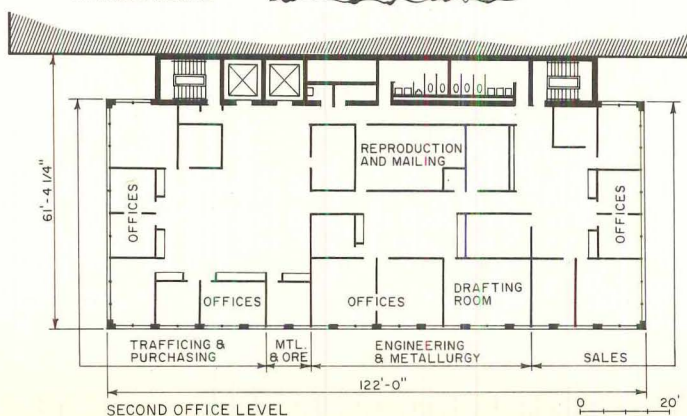 61'-4 1/4"
REPRODUCTION
AND MAILING
OFFICES
OFFICES
OFFICES
OFFICES
DRAFTING
ROOM
TRAFFICING &
PURCHASING
MTL.
& ORE
ENGINEERING
& METALLURGY
SALES
122'-0"
SECOND OFFICE LEVEL
0 20'